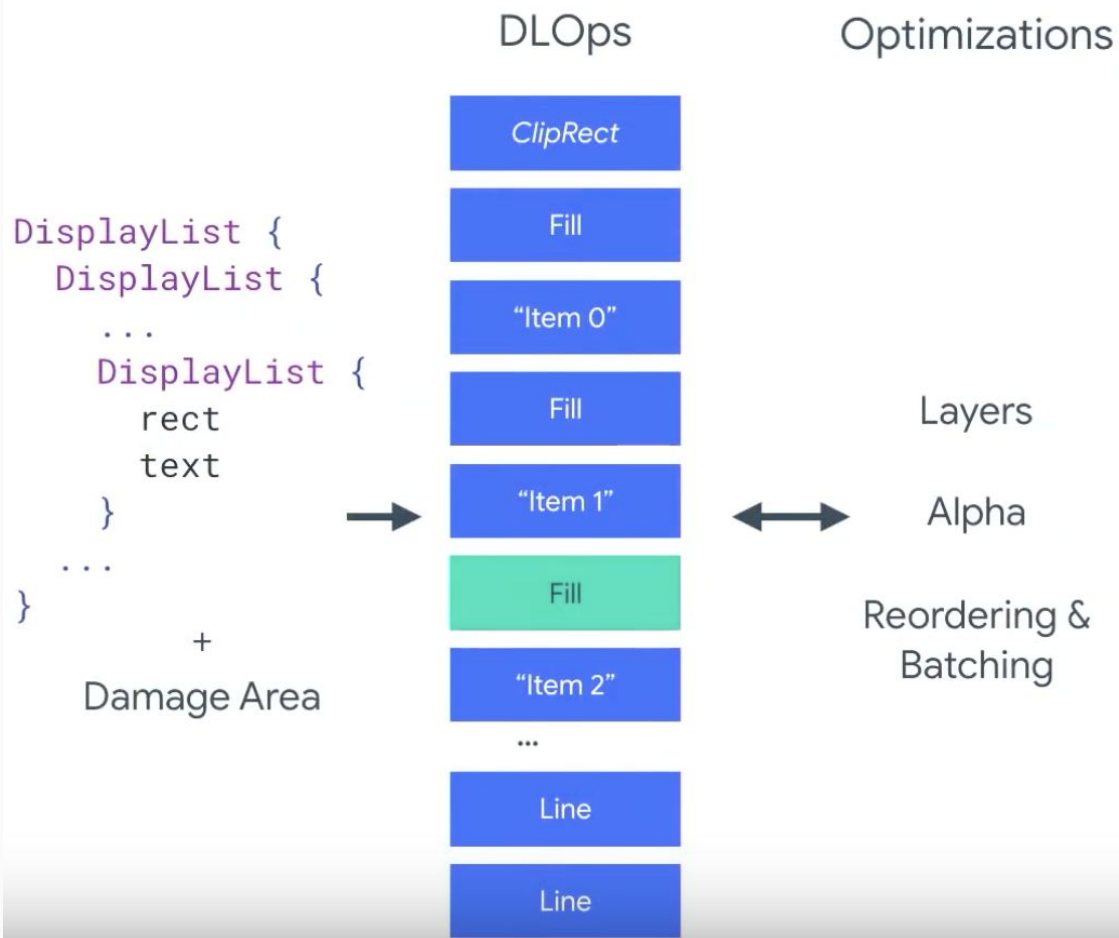 DLOps
Optimizations
DisplayList {
DisplayList {
...
DisplayList {
rect
text
}
...
}
+
Damage Area
ClipRect
Fill
“Item 0”
Fill
“Item 1”
Fill
“Item 2”
...
Line
Line
Layers
Alpha
Reordering &
Batching